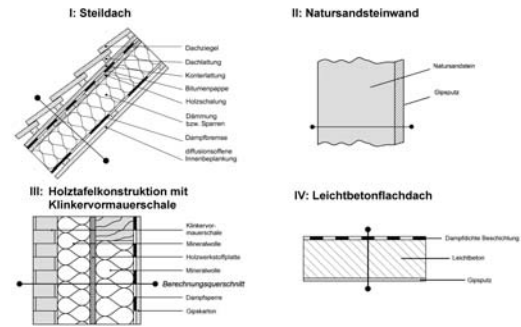 I: Steildach
Dachziegel
Dachlattung
Konterlattung
Bitumenpappe
Holzschalung
Dämmung
bzw. Sparren
Dampfbremse
diffusionsoffene
Innenbeplankung
II: Natursandsteinwand
Natursandstein
Gipsputz
III: Holztafelkonstruktion mit
Klinkervormauerschale
Klinkervor-
mauerschale
Mineralwolle
Holzwerkstoffplatte
Mineralwolle
Berechnungsquerschnitt
Dampfsperre
Gipskarton
IV: Leichtbetonflachdach
Dampfdichte Beschichtung
Leichtbeton
Gipsputz